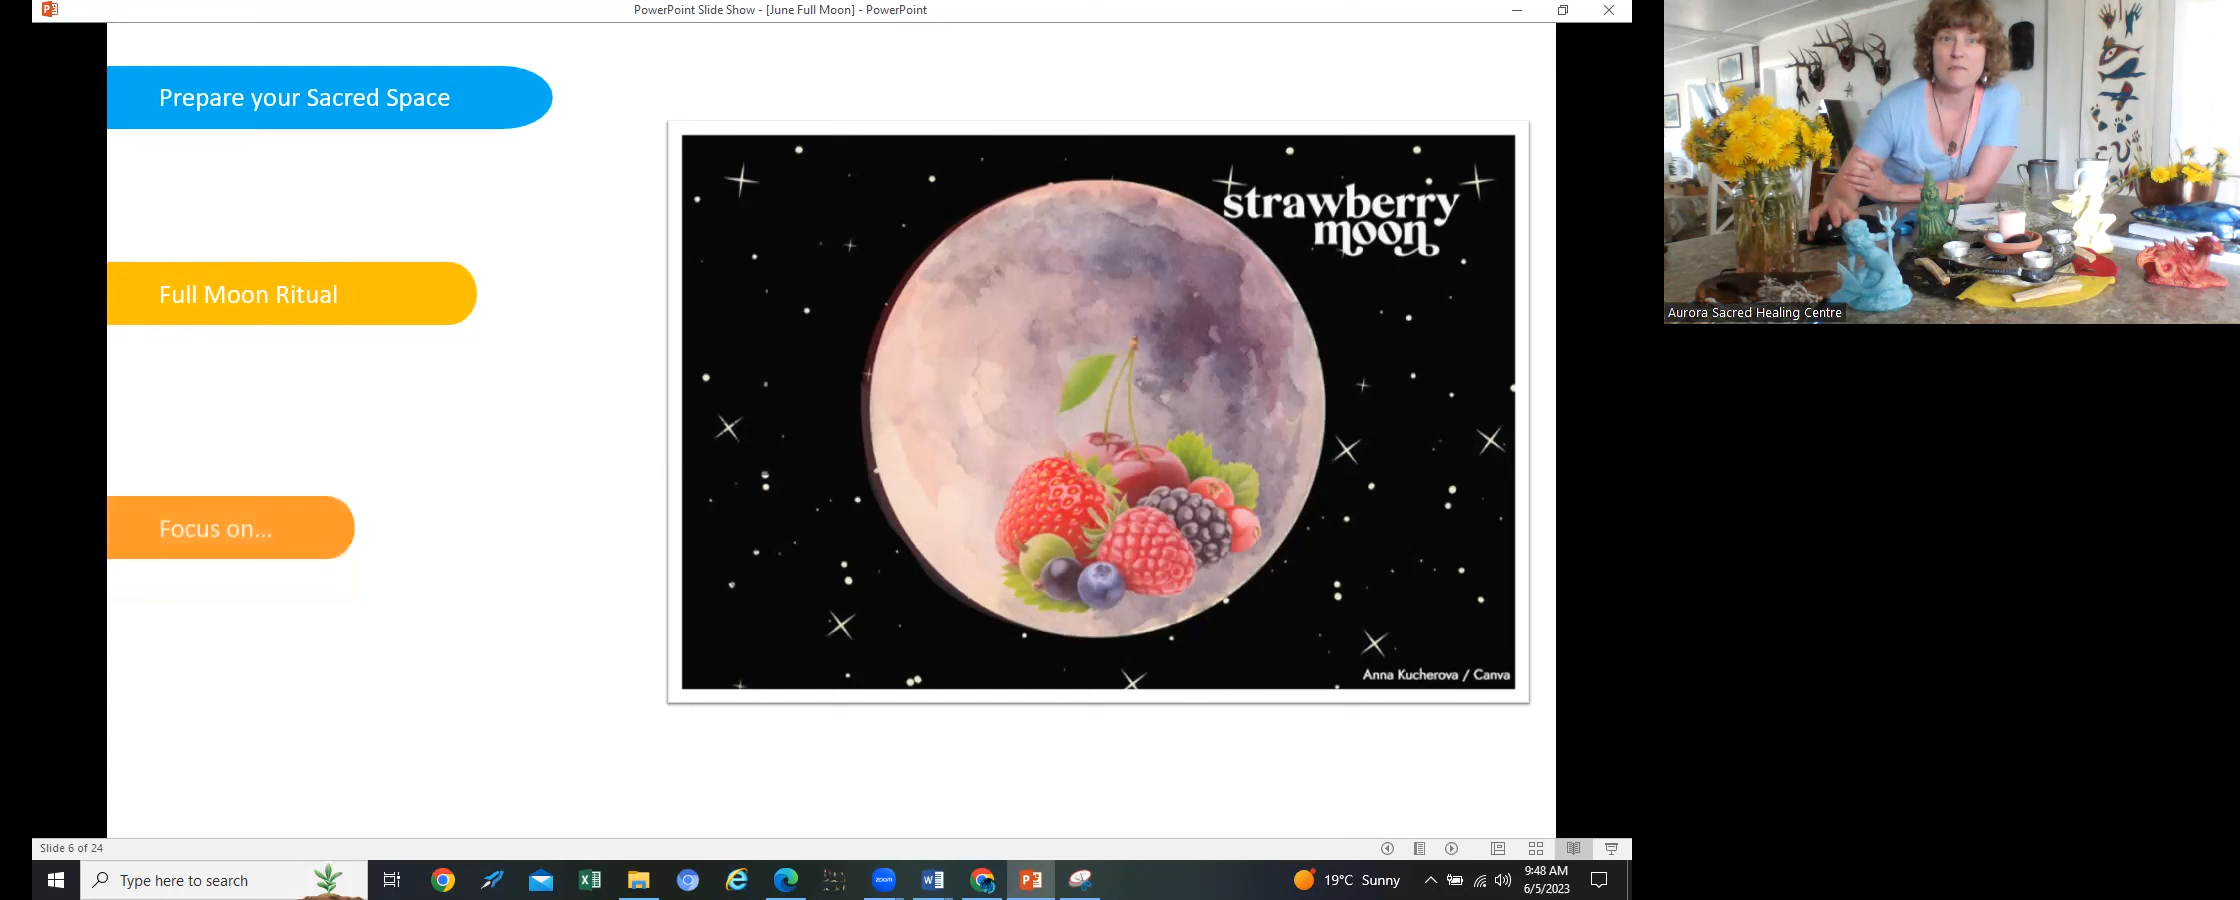 PowerPoint Slide Show - [June Full Moon] - PowerPoint
Prepare your Sacred Space
Full Moon Ritual
Focus on...
strawberry
moon
Anna Kucherova / Canva
Aurora Sacred Healing Centre
Slide 6 of 24
Type here to search
zoom
19°C Sunny
9:48 AM
6/5/2023